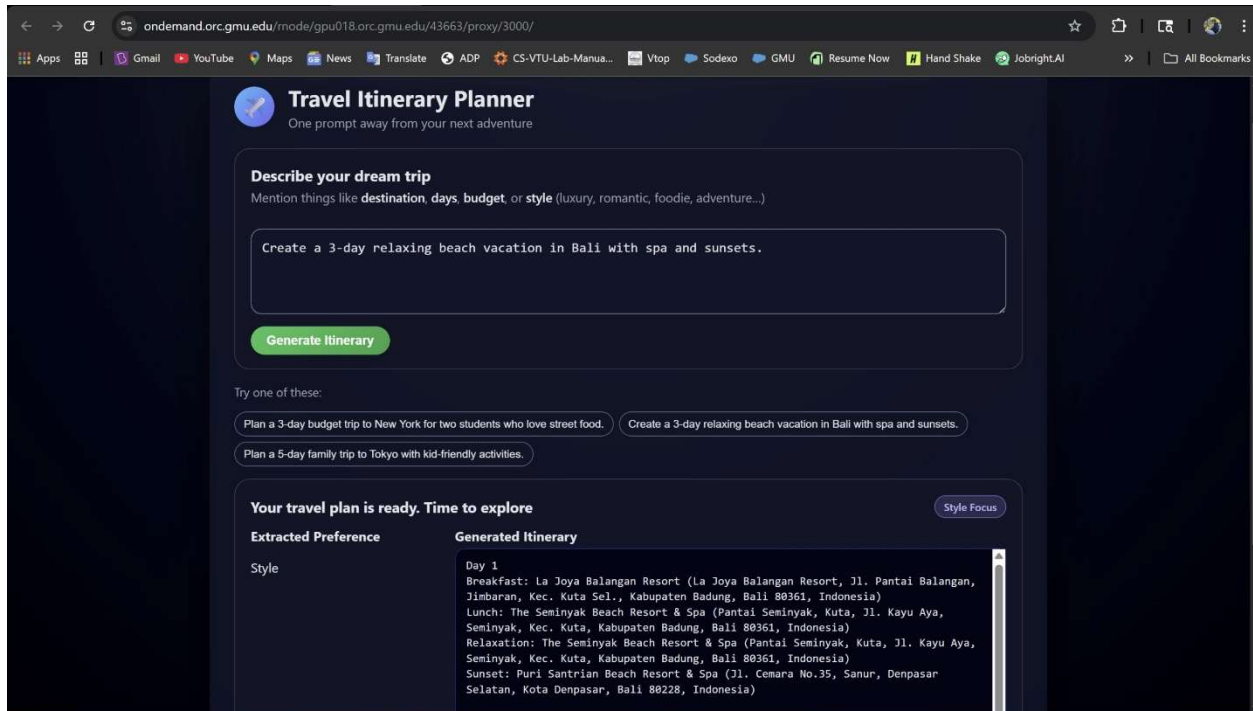 ondemand.orc.gmu.edu/rnode/gpu018.orc.gmu.edu/43663/proxy/3000/
Apps Gmail YouTube Maps News Translate ADP CS-VTU-Lab-Manua... Vtop Sodexo GMU Resume Now Hand Shake Jobright.AI » All Bookmarks
Travel Itinerary Planner
One prompt away from your next adventure
Describe your dream trip
Mention things like destination, days, budget, or style (luxury, romantic, foodie, adventure...)
Create a 3-day relaxing beach vacation in Bali with spa and sunsets.
Generate Itinerary
Try one of these:
Plan a 3-day budget trip to New York for two students who love street food. Create a 3-day relaxing beach vacation in Bali with spa and sunsets.
Plan a 5-day family trip to Tokyo with kid-friendly activities.
Your travel plan is ready. Time to explore
Style Focus
Extracted Preference
Style
Generated Itinerary
Day 1
Breakfast: La Joya Balangan Resort (La Joya Balangan Resort, Jl. Pantai Balangan,
Jimbaran, Kec. Kuta Sel., Kabupaten Badung, Bali 80361, Indonesia)
Lunch: The Seminyak Beach Resort & Spa (Pantai Seminyak, Kuta, Jl. Kayu Aya,
Seminyak, Kec. Kuta, Kabupaten Badung, Bali 80361, Indonesia)
Relaxation: The Seminyak Beach Resort & Spa (Pantai Seminyak, Kuta, Jl. Kayu Aya,
Seminyak, Kec. Kuta, Kabupaten Badung, Bali 80361, Indonesia)
Sunset: Puri Santrian Beach Resort & Spa (Jl. Cemara No.35, Sanur, Denpasar
Selatan, Kota Denpasar, Bali 80228, Indonesia)